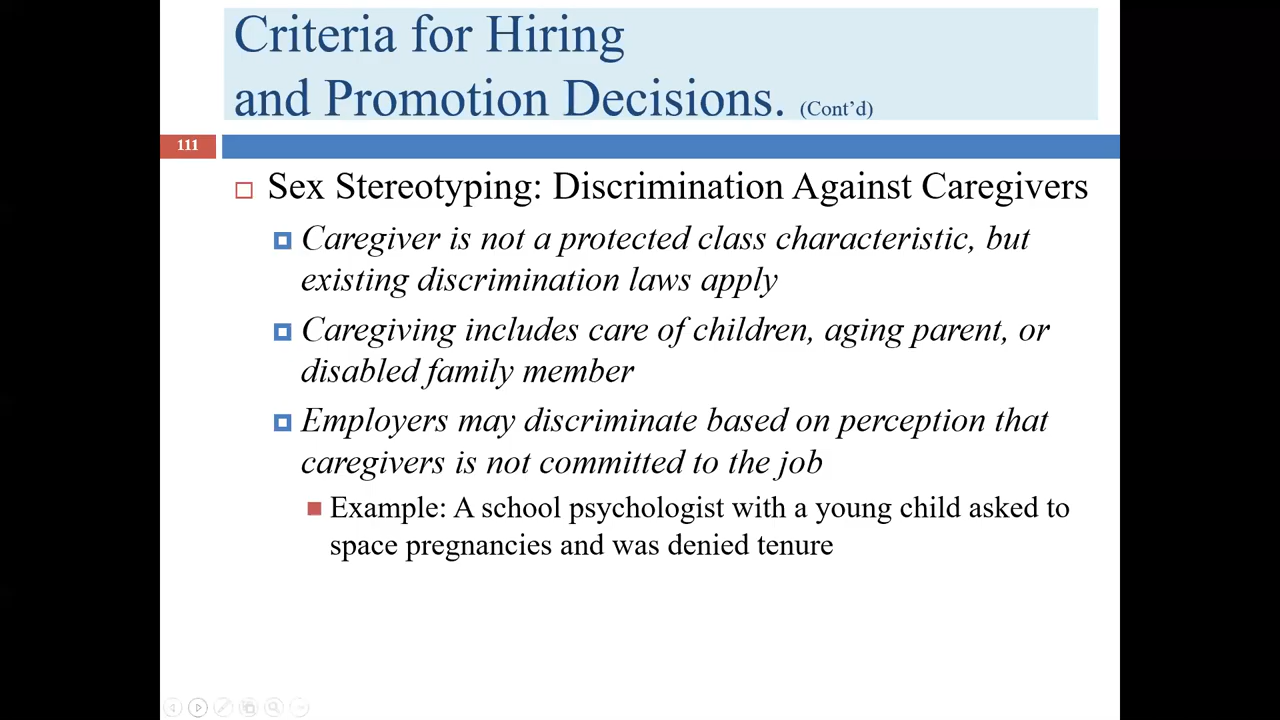 Criteria for Hiring
and Promotion Decisions. (Cont’d)
111
Sex Stereotyping: Discrimination Against Caregivers
Caregiver is not a protected class characteristic, but
existing discrimination laws apply
Caregiving includes care of children, aging parent, or
disabled family member
Employers may discriminate based on perception that
caregivers is not committed to the job
Example: A school psychologist with a young child asked to
space pregnancies and was denied tenure